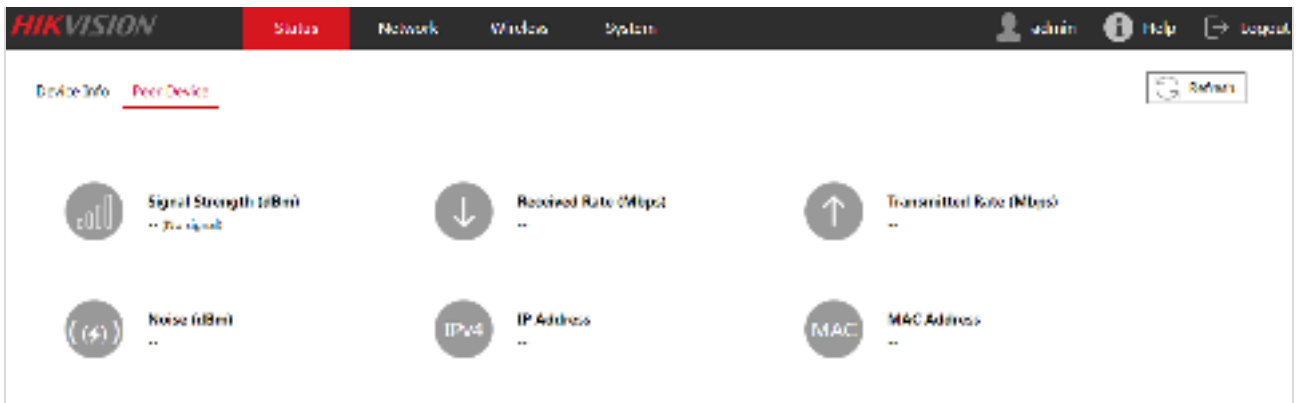 HIKVISION Status Network Wireless System admin Help Logout
Device Info Peer Device Refresh
Signal Strength (dBm) Received Rate (Mbps) Transmitted Rate (Mbps)
-- (No signal) -- --
Noise (dBm) IPv4 IP Address MAC MAC Address
-- -- --